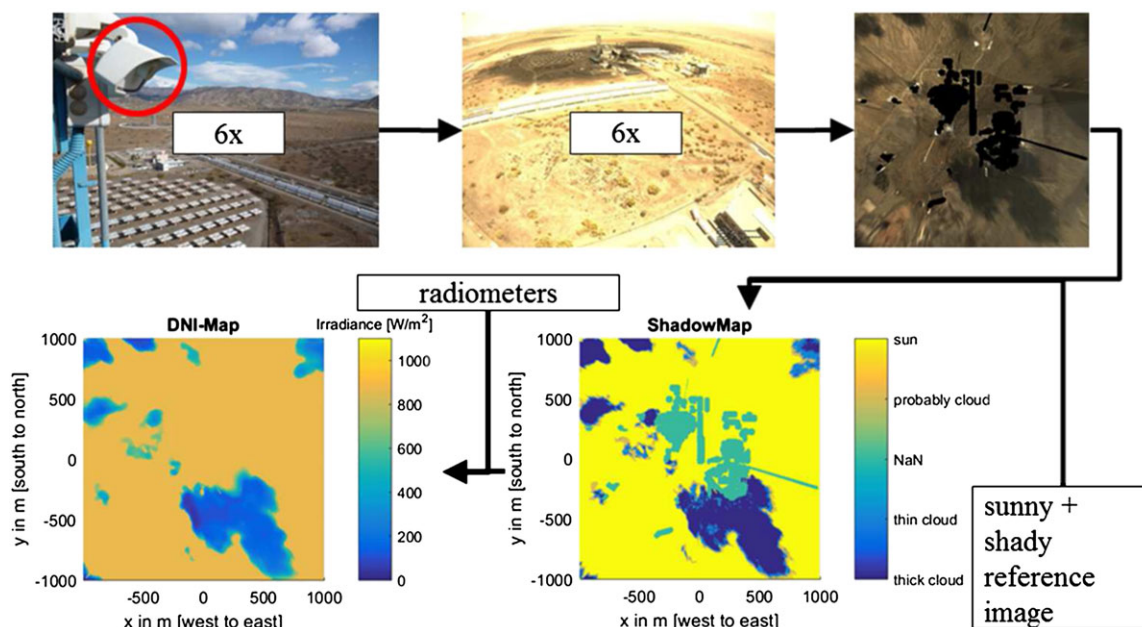 6x
6x
radiometers
DNI-Map
Irradiance [W/m²]
1000
500
0
-500
-1000
y in m [south to north]
-500
0
500
1000
x in m [west to east]
1000
800
600
400
200
0
ShadowMap
1000
500
0
-500
-1000
y in m [south to north]
-500
0
500
1000
x in m [west to east]
sun
probably cloud
NaN
thin cloud
thick cloud
sunny +
shady
reference
image